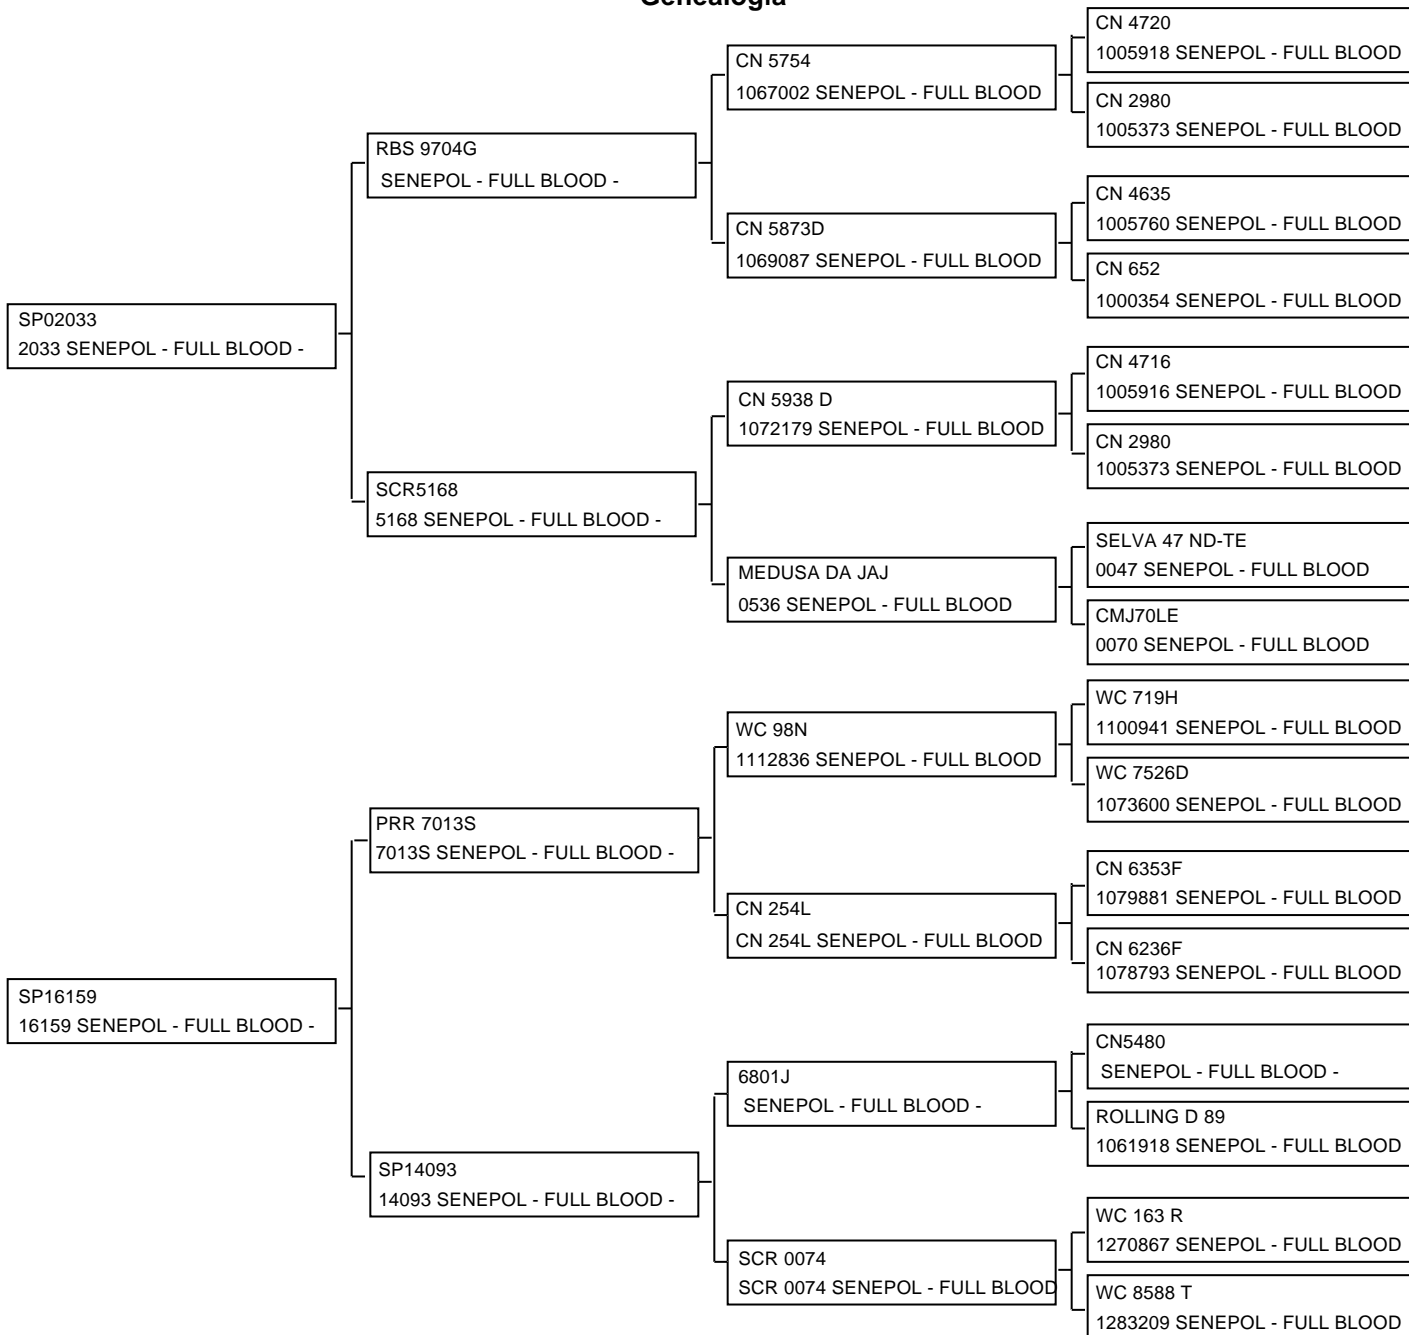 Genealogia
CN 4720
1005918 SENEPOL - FULL BLOOD
CN 5754
1067002 SENEPOL - FULL BLOOD
CN 2980
1005373 SENEPOL - FULL BLOOD
RBS 9704G
SENEPOL - FULL BLOOD -
CN 4635
1005760 SENEPOL - FULL BLOOD
CN 5873D
1069087 SENEPOL - FULL BLOOD
CN 652
1000354 SENEPOL - FULL BLOOD
SP02033
2033 SENEPOL - FULL BLOOD -
CN 4716
1005916 SENEPOL - FULL BLOOD
CN 5938 D
1072179 SENEPOL - FULL BLOOD
CN 2980
1005373 SENEPOL - FULL BLOOD
SCR5168
5168 SENEPOL - FULL BLOOD -
SELVA 47 ND-TE
0047 SENEPOL - FULL BLOOD
MEDUSA DA JAJ
0536 SENEPOL - FULL BLOOD
CMJ70LE
0070 SENEPOL - FULL BLOOD
WC 719H
1100941 SENEPOL - FULL BLOOD
WC 98N
1112836 SENEPOL - FULL BLOOD
WC 7526D
1073600 SENEPOL - FULL BLOOD
PRR 7013S
7013S SENEPOL - FULL BLOOD -
CN 6353F
1079881 SENEPOL - FULL BLOOD
CN 254L
CN 254L SENEPOL - FULL BLOOD
CN 6236F
1078793 SENEPOL - FULL BLOOD
SP16159
16159 SENEPOL - FULL BLOOD -
CN5480
SENEPOL - FULL BLOOD -
6801J
SENEPOL - FULL BLOOD -
ROLLING D 89
1061918 SENEPOL - FULL BLOOD
SP14093
14093 SENEPOL - FULL BLOOD -
WC 163 R
1270867 SENEPOL - FULL BLOOD
SCR 0074
SCR 0074 SENEPOL - FULL BLOOD
WC 8588 T
1283209 SENEPOL - FULL BLOOD